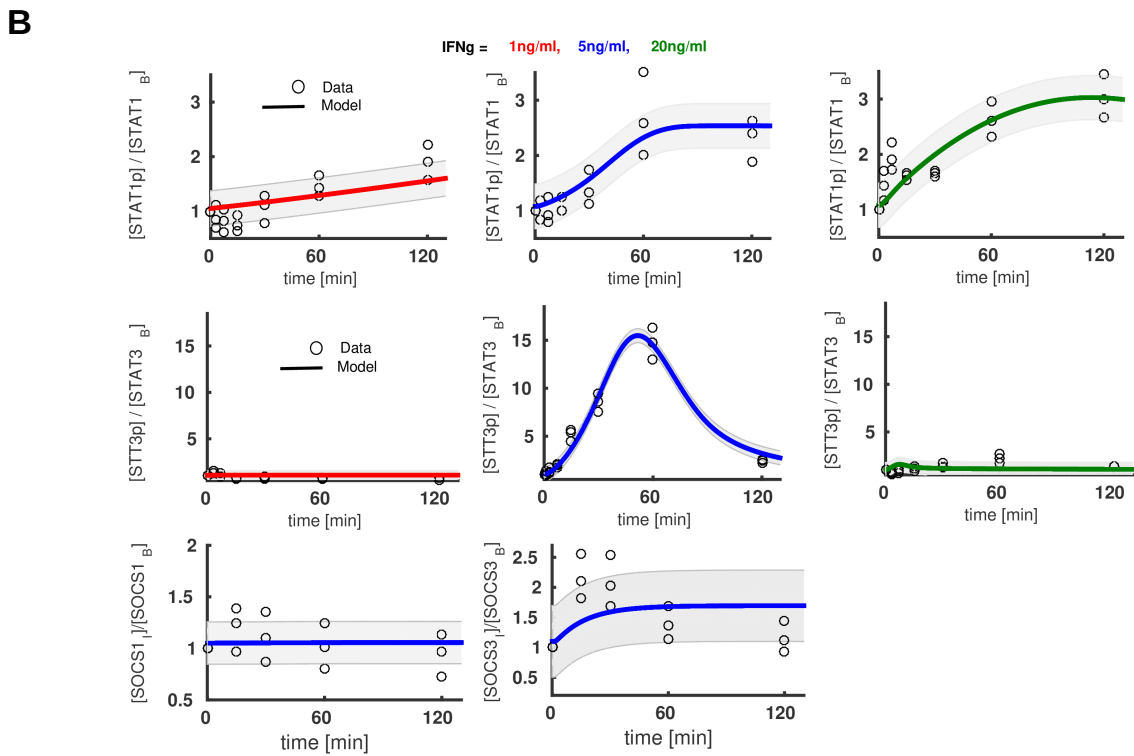 B
IFNg = 1ng/ml, 5ng/ml, 20ng/ml
[STAT1p] / [STAT1 B]
3
2
1
0 60 120
time [min]
Data
Model
[STAT1p] / [STAT1 B]
3
2
1
0 60 120
time [min]
[STAT1p] / [STAT1 B]
3
2
1
0 60 120
time [min]
[STT3p] / [STAT3 B]
15
10
5
0 60 120
time [min]
Data
Model
[STT3p] / [STAT3 B]
15
10
5
0 60 120
time [min]
[STT3p] / [STAT3 B]
15
10
5
0 60 120
time [min]
[SOCS1 I]/[SOCS1 B]
2
1.5
1
0.5
0 60 120
time [min]
[SOCS3 I]/[SOCS3 B]
2.5
2
1.5
1
0.5
0 60 120
time [min]